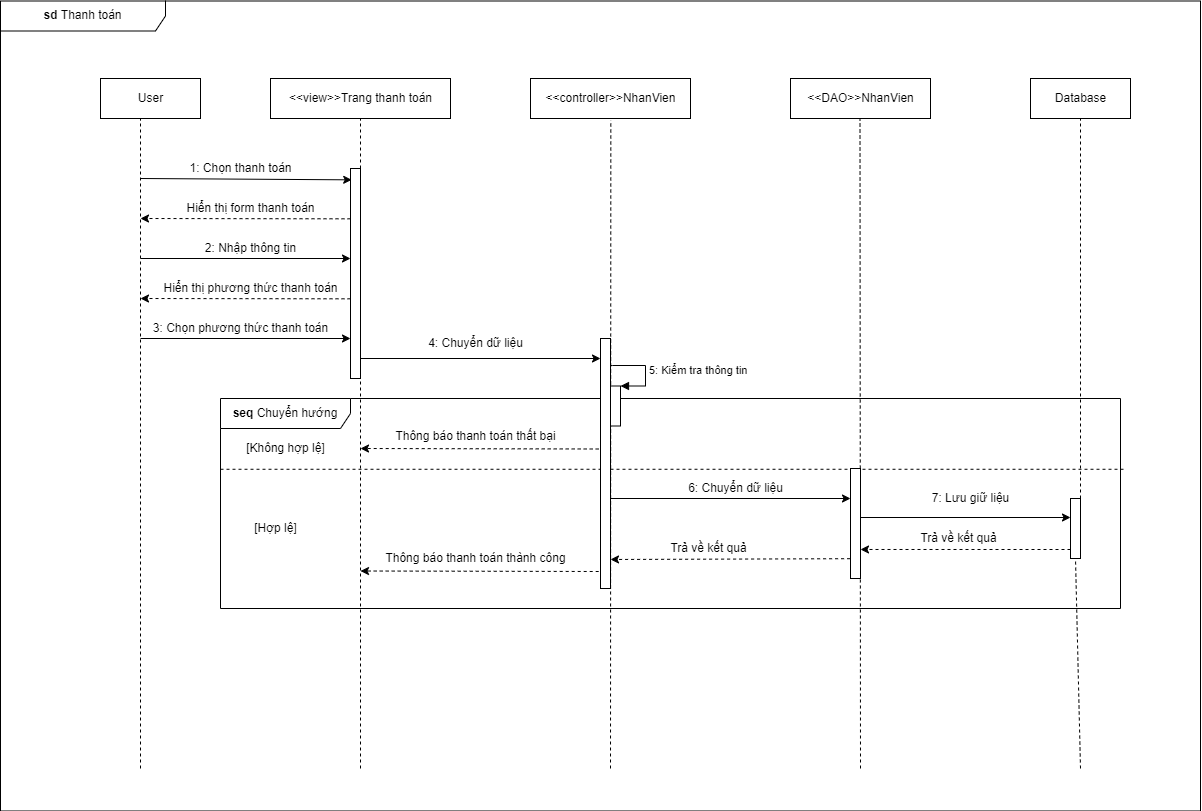 sd Thanh toán
User
<<view>>Trang thanh toán
<<controller>>NhanVien
<<DAO>>NhanVien
Database
1: Chọn thanh toán
Hiển thị form thanh toán
2: Nhập thông tin
Hiển thị phương thức thanh toán
3: Chọn phương thức thanh toán
4: Chuyển dữ liệu
5: Kiểm tra thông tin
seq Chuyển hướng
[Không hợp lệ]
Thông báo thanh toán thất bại
6: Chuyển dữ liệu
7: Lưu giữ liệu
[Hợp lệ]
Trả về kết quả
Trả về kết quả
Thông báo thanh toán thành công